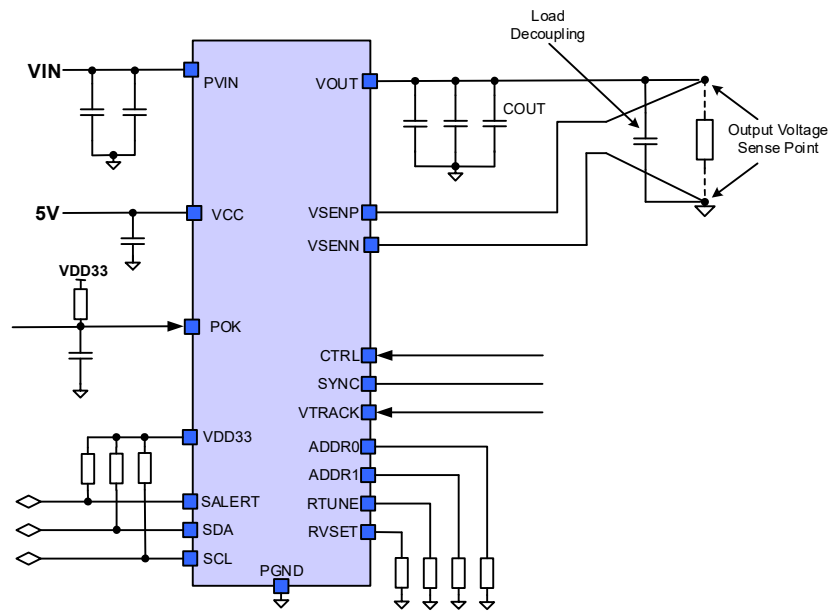 Load
Decoupling
VIN
PVIN
VOUT
COUT
Output Voltage
Sense Point
5V
VCC
VSENP
VSENN
VDD33
POK
CTRL
SYNC
VTRACK
VDD33
ADDR0
ADDR1
SALERT
RTUNE
SDA
RVSET
SCL
PGND